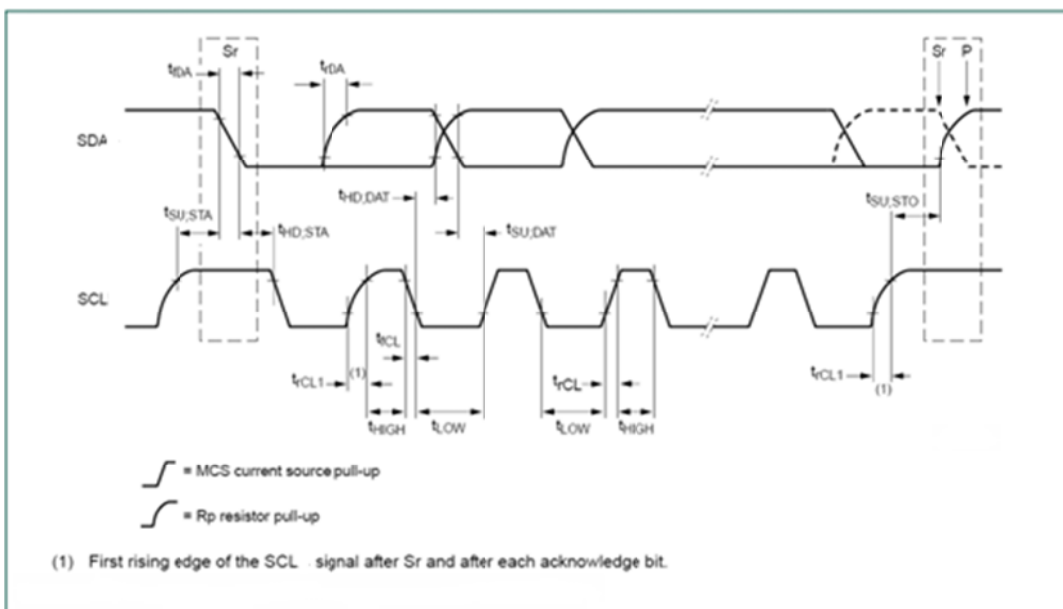 Sr
Sr P
tfDA
trDA
SDA
tHD;DAT
tSU;STO
tSU;STA
tHD;STA
tSU;DAT
SCL
tfCL
trCL1 (1)
trCL
trCL1 (1)
tHIGH tLOW tLOW tHIGH
= MCS current source pull-up
= Rp resistor pull-up
(1) First rising edge of the SCL signal after Sr and after each acknowledge bit.